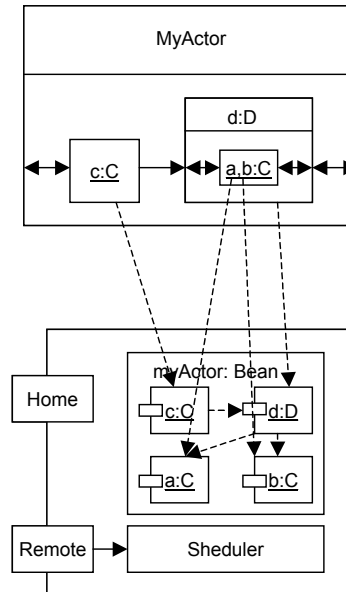 MyActor
d:D
c:C
a,b:C
myActor: Bean
Home
c:C
d:D
a:C
b:C
Remote
Sheduler